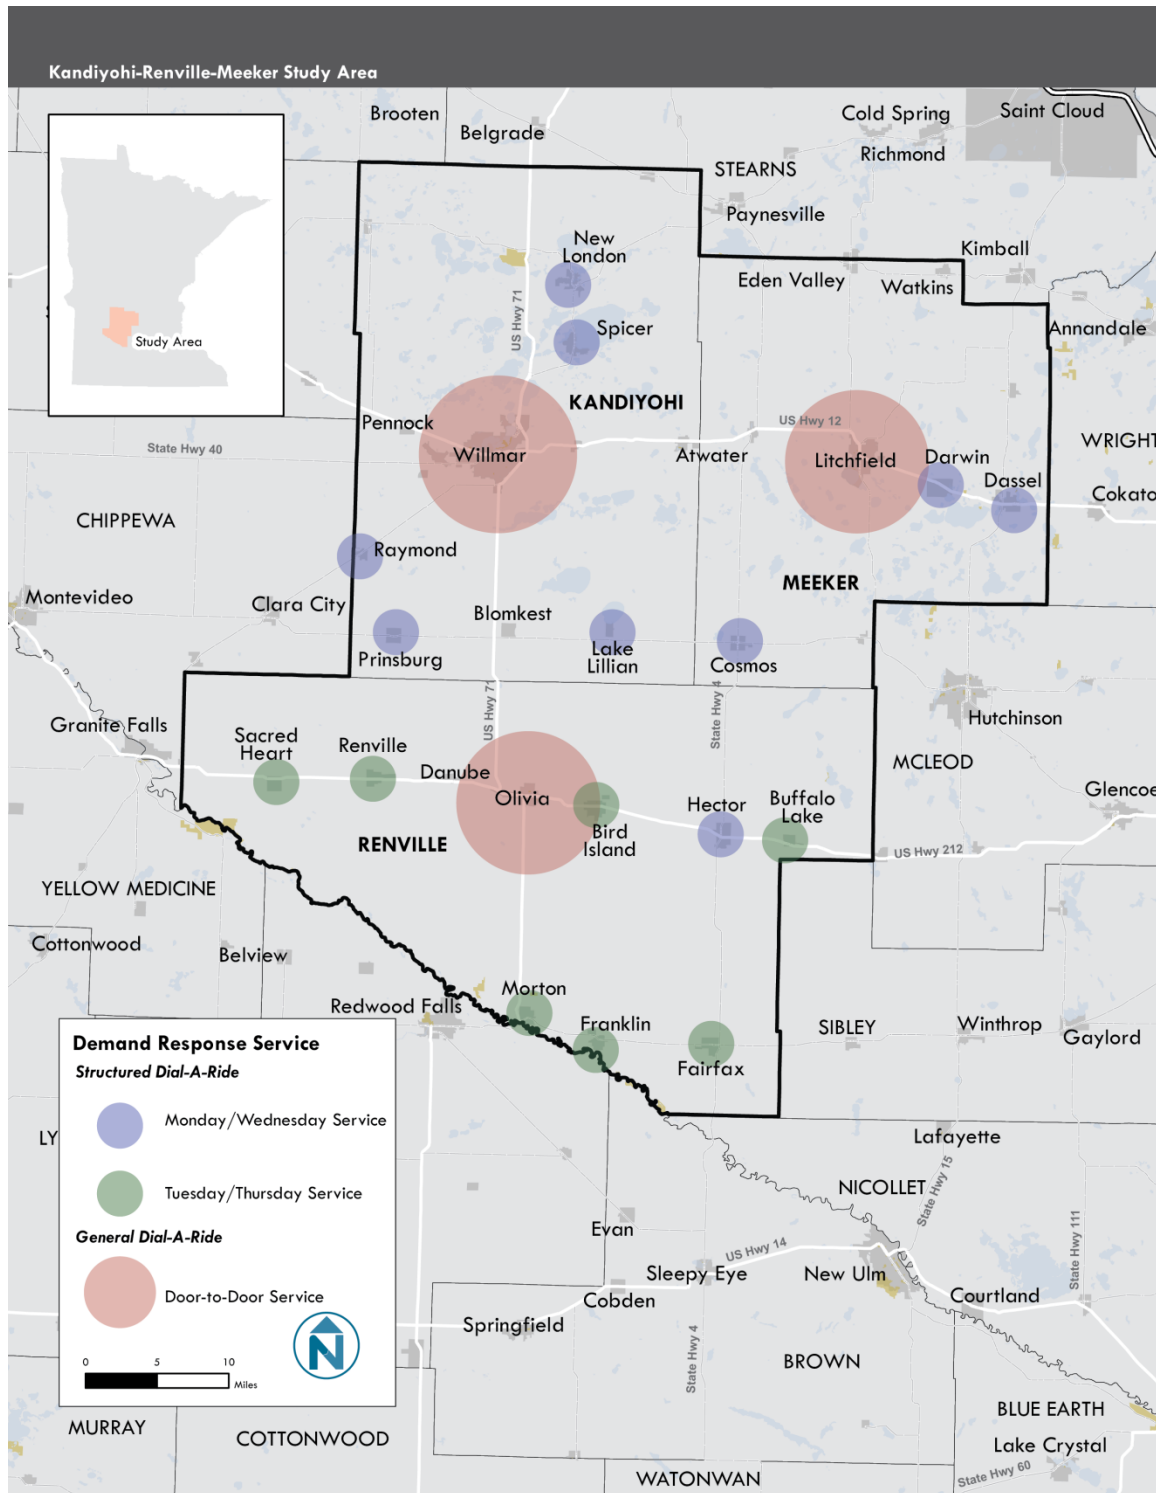 Kandiyohi-Renville-Meeker Study Area
Brooten
Belgrade
Cold Spring
Saint Cloud
Richmond
STEARNS
Paynesville
New
London
Kimball
Eden Valley
Watkins
US Hwy 71
Spicer
Annandale
Study Area
KANDIYOHI
Pennock
US Hwy 12
State Hwy 40
Willmar
Atwater
Litchfield
Darwin
WRIGHT
Dassel
Cokato
CHIPPEWA
Raymond
MEEKER
Montevideo
Clara City
Blomkest
Prinsburg
Lake
Lillian
Cosmos
US Hwy 71
State Hwy 4
Granite Falls
Sacred
Heart
Renville
Danube
Hutchinson
MCLEOD
Olivia
Hector
Buffalo
Lake
Glencoe
Bird
Island
RENVILLE
US Hwy 212
YELLOW MEDICINE
Cottonwood
Belview
Morton
Redwood Falls
Franklin
SIBLEY
Winthrop
Gaylord
Fairfax
Demand Response Service
Structured Dial-A-Ride
Monday/Wednesday Service
Tuesday/Thursday Service
General Dial-A-Ride
Door-to-Door Service
N
0 5 10
Miles
LY
Lafayette
NICOLLET
State Hwy 15
State Hwy 111
Evan
US Hwy 14
Sleepy Eye
New Ulm
Cobden
Courtland
Springfield
State Hwy 4
BROWN
MURRAY
COTTONWOOD
BLUE EARTH
Lake Crystal
State Hwy 60
WATONWAN